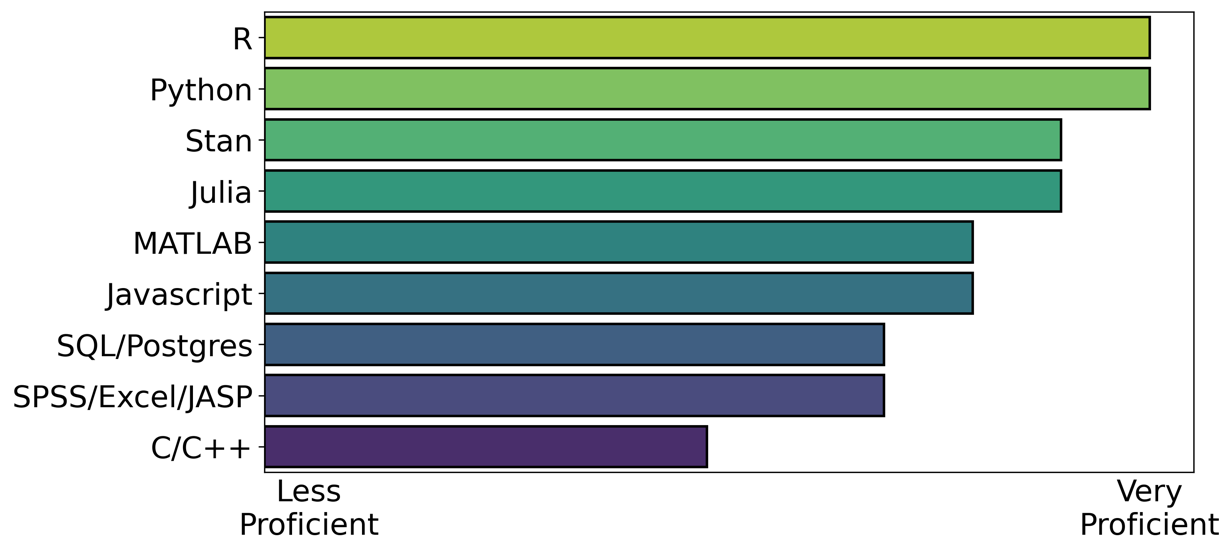 R
Python
Stan
Julia
MATLAB
Javascript
SQL/Postgres
SPSS/Excel/JASP
C/C++
Less
Proficient
Very
Proficient